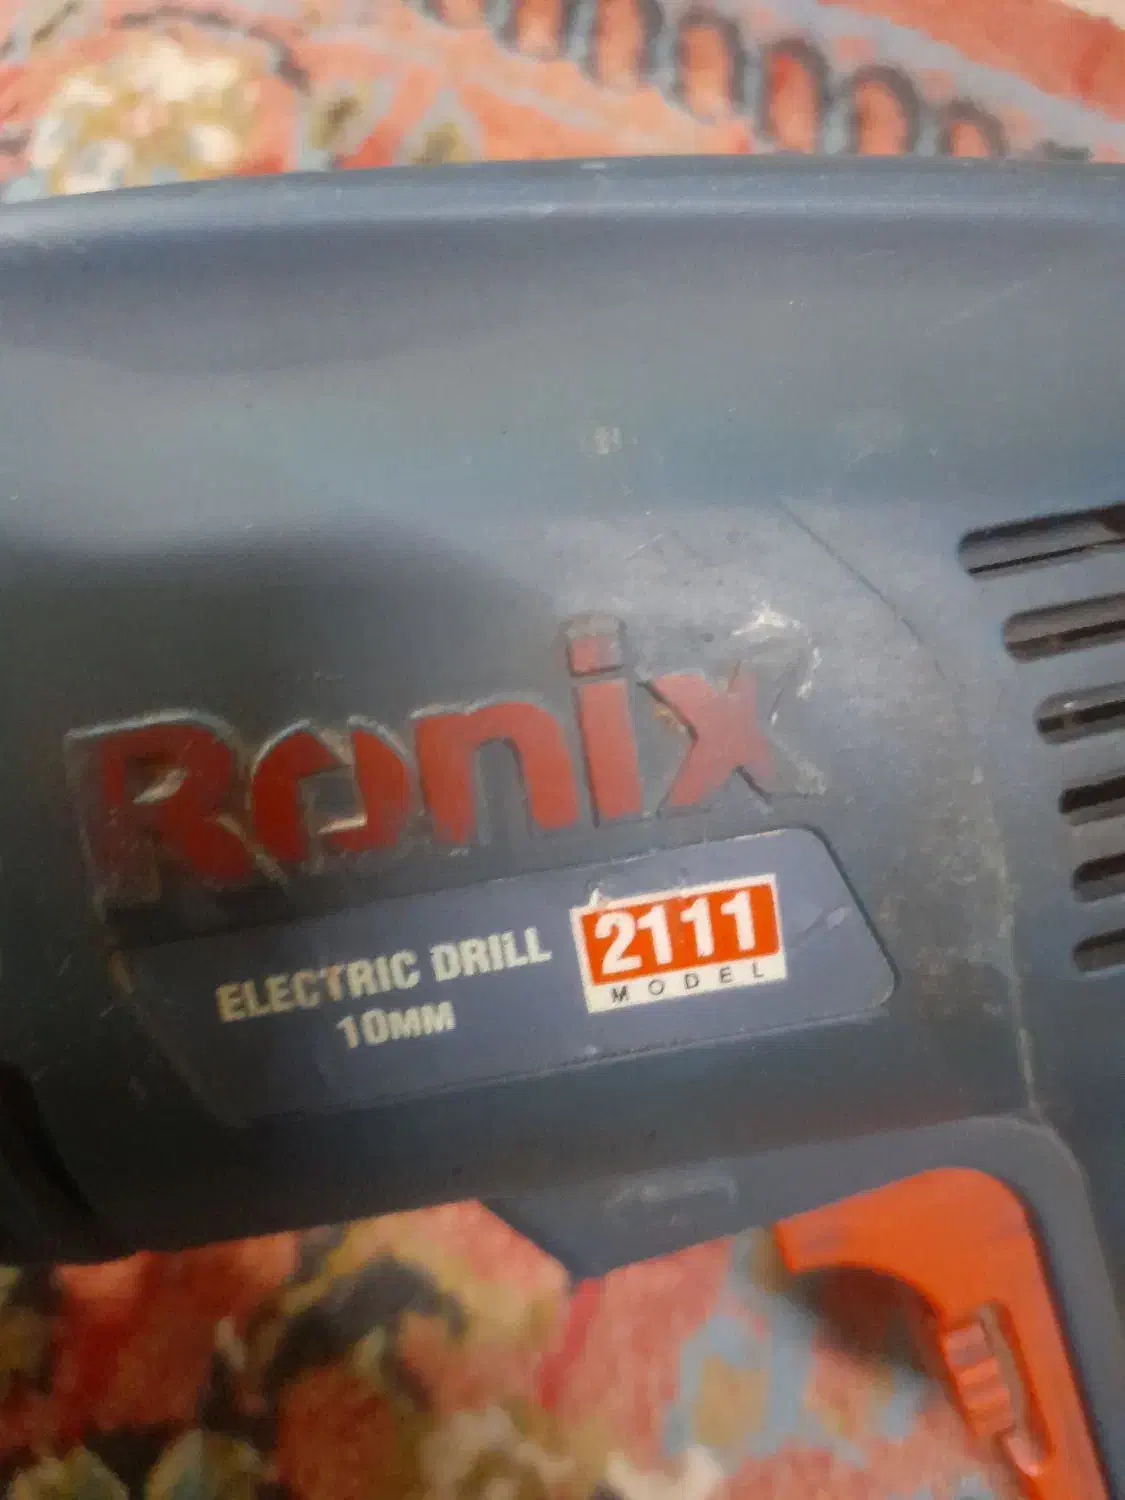 Ronix
ELECTRIC DRILL
10MM
2111
MODEL